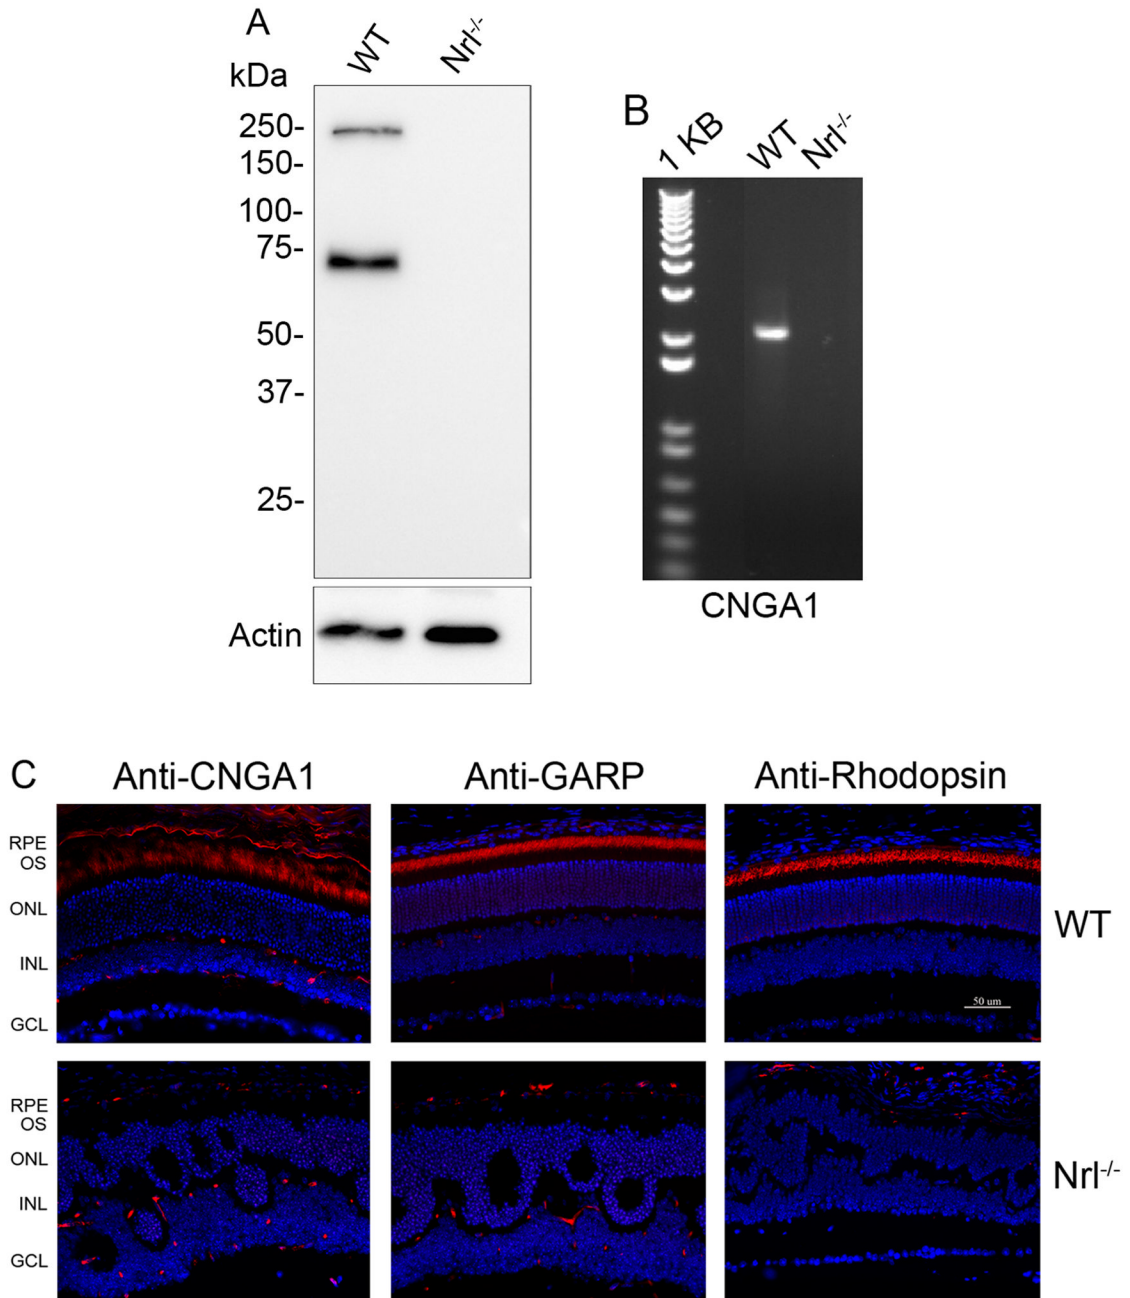 A
WT Nrl-/-
kDa
250-
150-
100-
75-
50-
37-
25-
Actin
B
1 KB WT Nrl-/-
CNGA1
C
Anti-CNGA1 Anti-GARP Anti-Rhodopsin
RPE
OS
ONL
INL
GCL
50 um
WT
RPE
OS
ONL
INL
GCL
Nrl-/-